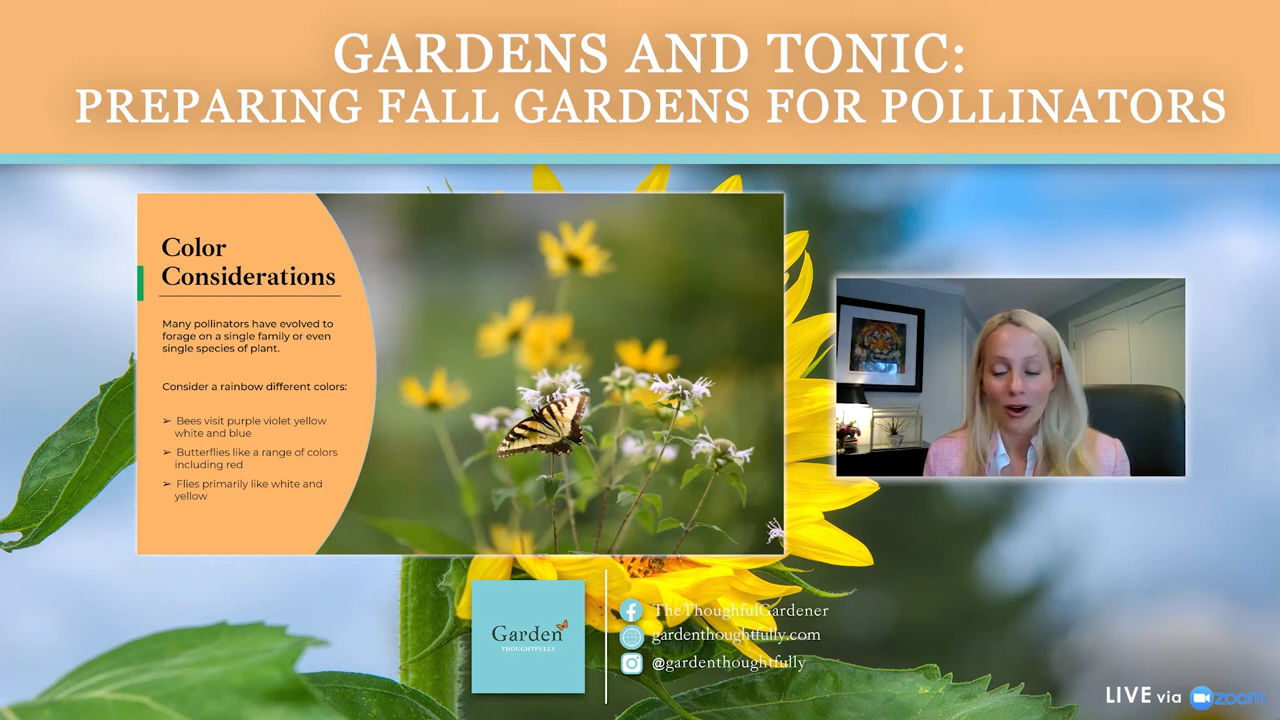 GARDENS AND TONIC:
PREPARING FALL GARDENS FOR POLLINATORS
Color
Considerations
Many pollinators have evolved to
forage on a single family or even
single species of plant.
Consider a rainbow different colors:
➢ Bees visit purple violet yellow
white and blue
➢ Butterflies like a range of colors
including red
➢ Flies primarily like white and
yellow
Garden
THOUGHTFULLY
TheThoughfulGardener
gardenthoughtfully.com
@gardenthoughtfully
LIVE via zoom